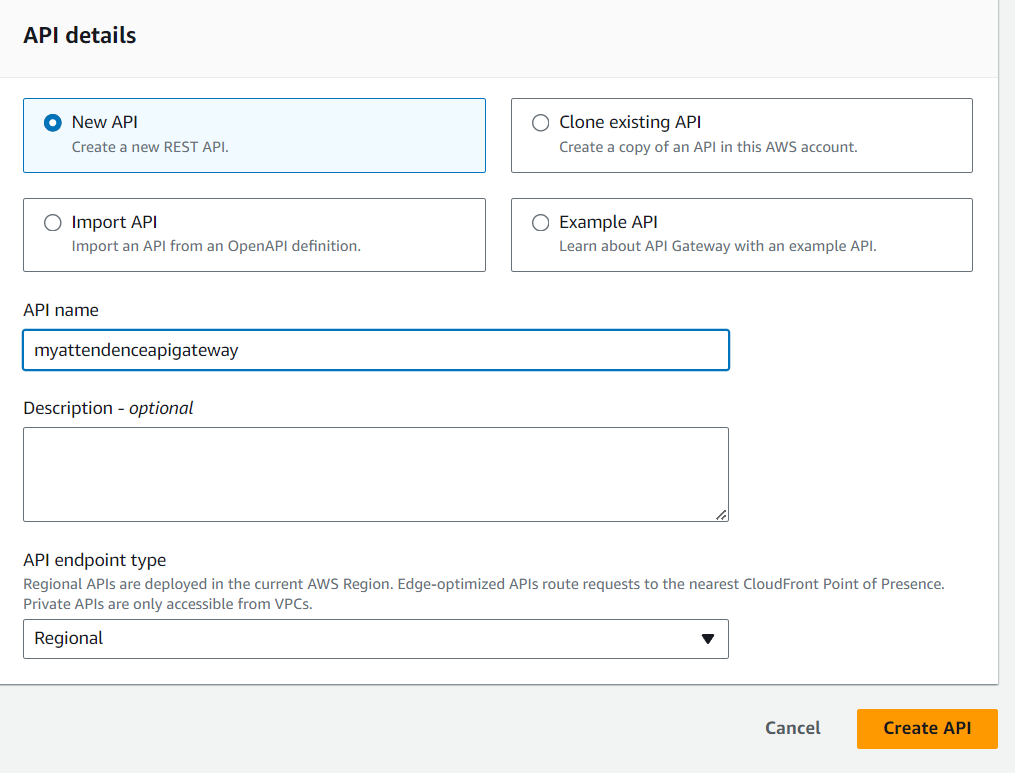 API details
New API
Create a new REST API.
Clone existing API
Create a copy of an API in this AWS account.
Import API
Import an API from an OpenAPI definition.
Example API
Learn about API Gateway with an example API.
API name
myattendenceapigateway
Description - optional
API endpoint type
Regional APIs are deployed in the current AWS Region. Edge-optimized APIs route requests to the nearest CloudFront Point of Presence.
Private APIs are only accessible from VPCs.
Regional
Cancel
Create API